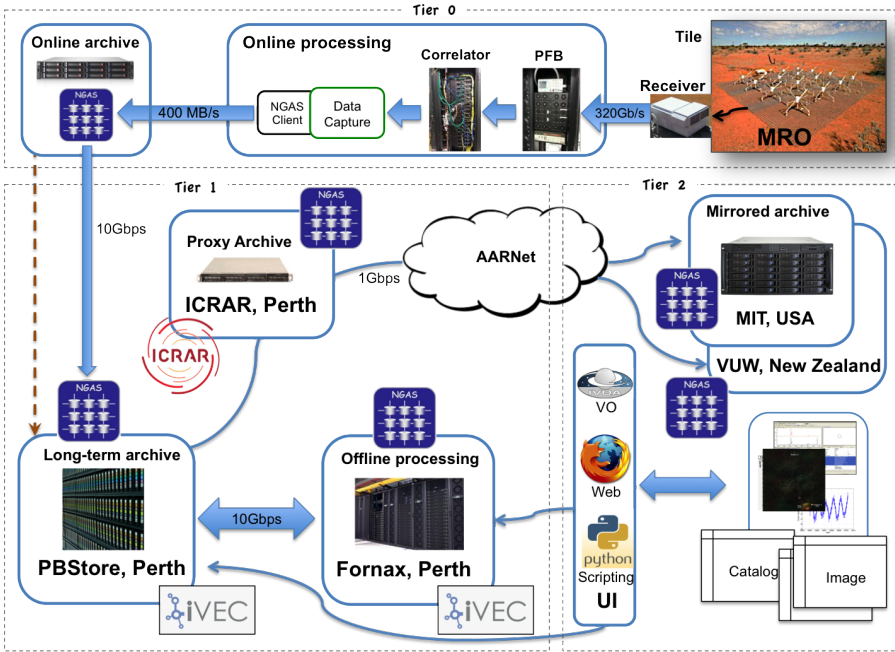 Tier 0
Online archive
NGAS
400 MB/s
Online processing
NGAS
Client
Data
Capture
Correlator
PFB
320Gb/s
Receiver
Tile
MRO
10Gbps
Tier 1
NGAS
Proxy Archive
ICRAR, Perth
ICRAR
1Gbps
AARNet
Tier 2
Mirrored archive
NGAS
MIT, USA
VUW, New Zealand
NGAS
NGAS
Long-term archive
PBStore, Perth
iVEC
10Gbps
NGAS
Offline processing
Fornax, Perth
iVEC
IVOA
VO
Web
python
Scripting
UI
Catalog
Image